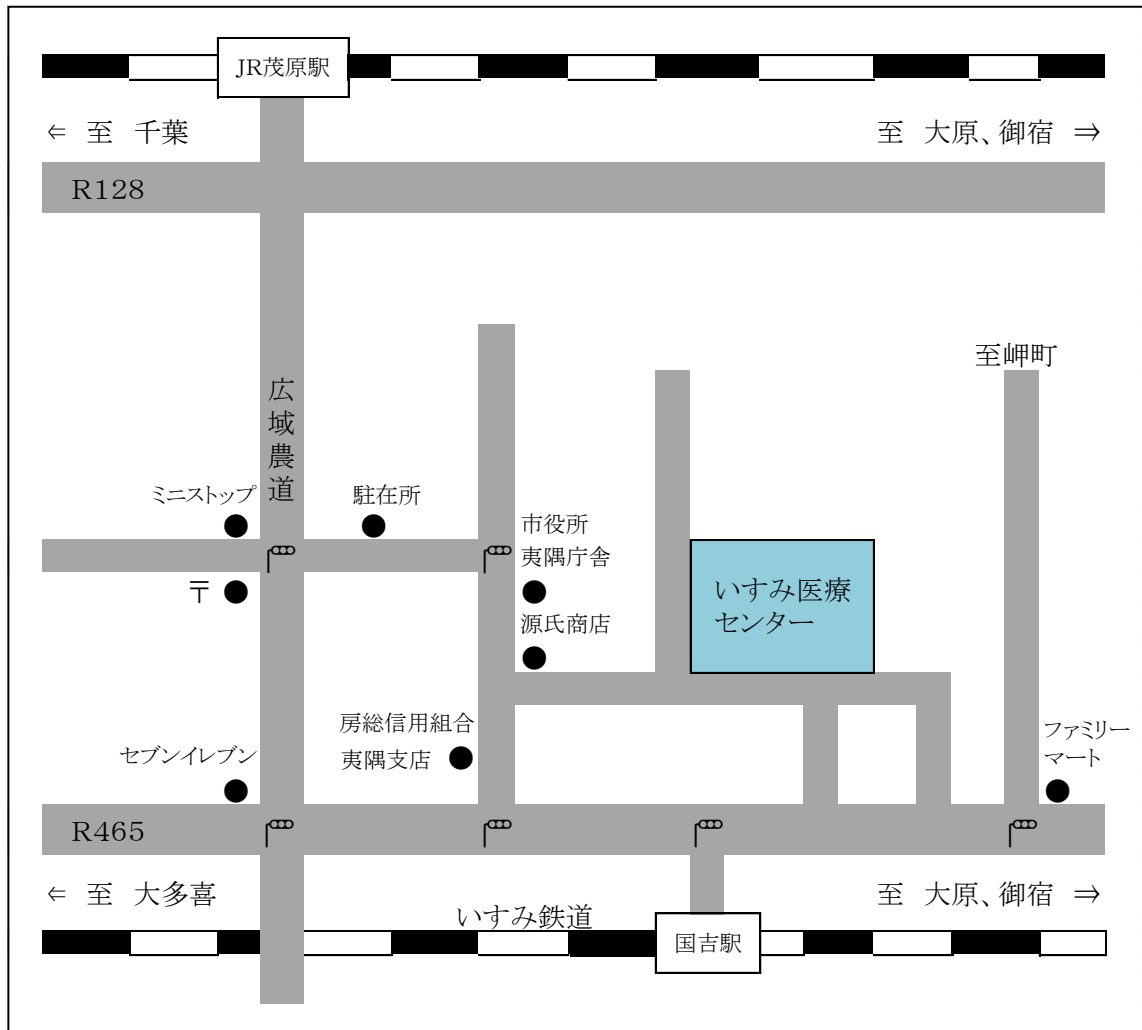 JR茂原駅
⇐ 至 千葉
至 大原、御宿 ⇒
R128
至岬町
広域農道
ミニストップ
駐在所
市役所
夷隅庁舎
〒
源氏商店
いすみ医療
センター
房総信用組合
夷隅支店
セブンイレブン
ファミリー
マート
R465
⇐ 至 大多喜
至 大原、御宿 ⇒
いすみ鉄道
国吉駅